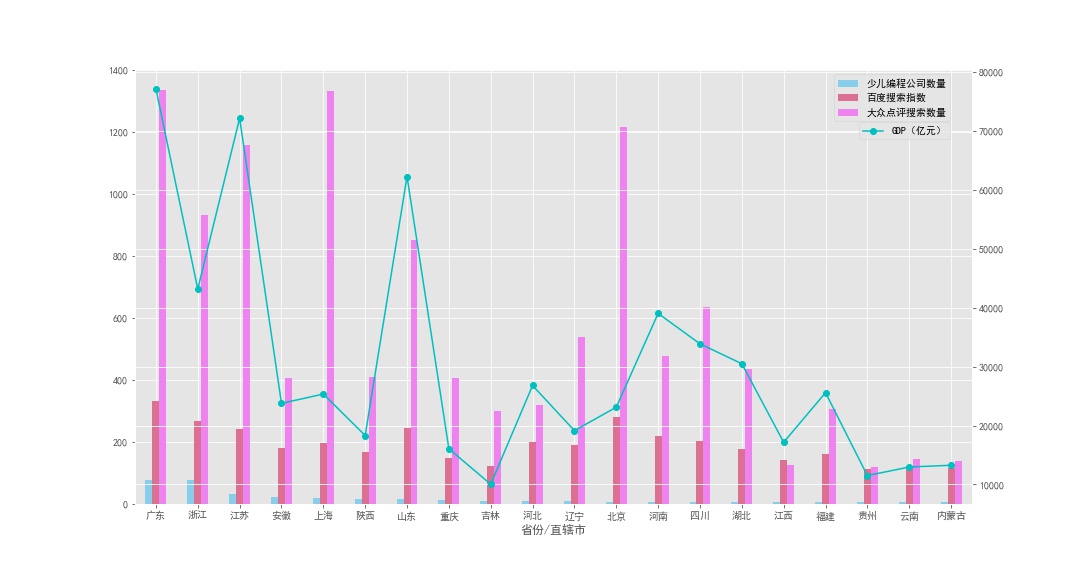 1400
1200
1000
800
600
400
200
0
80000
70000
60000
50000
40000
30000
20000
10000
少儿编程公司数量
百度搜索指数
大众点评搜索数量
GDP（亿元）
广东 浙江 江苏 安徽 上海 陕西 山东 重庆 吉林 河北 辽宁 北京 河南 四川 湖北 江西 福建 贵州 云南 内蒙古
省份/直辖市